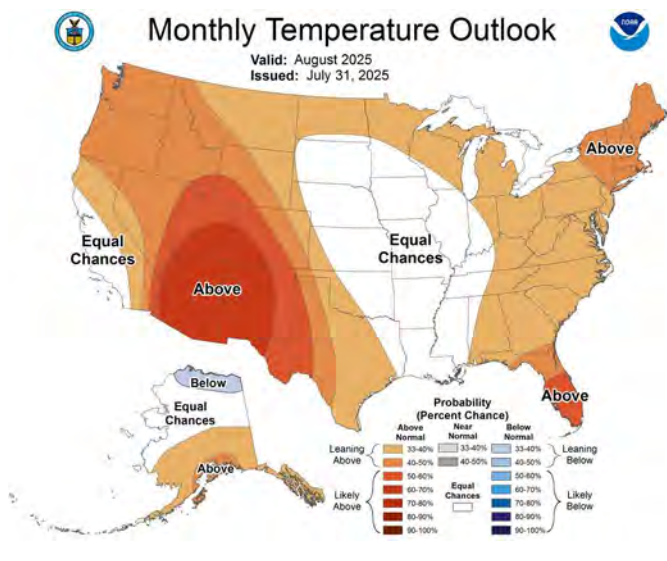 Monthly Temperature Outlook
Valid: August 2025
Issued: July 31, 2025
NOAA
Above
Equal
Chances
Equal
Chances
Above
Above
Below
Equal
Chances
Above
Probability
(Percent Chance)
Above
Normal
Near
Normal
Below
Normal
Leaning
Above
33-40%
33-40%
33-40%
Leaning
Below
40-50%
40-50%
40-50%
50-60%
50-60%
Likely
Above
60-70%
Equal
Chances
60-70%
Likely
Below
70-80%
70-80%
80-90%
80-90%
90-100%
90-100%